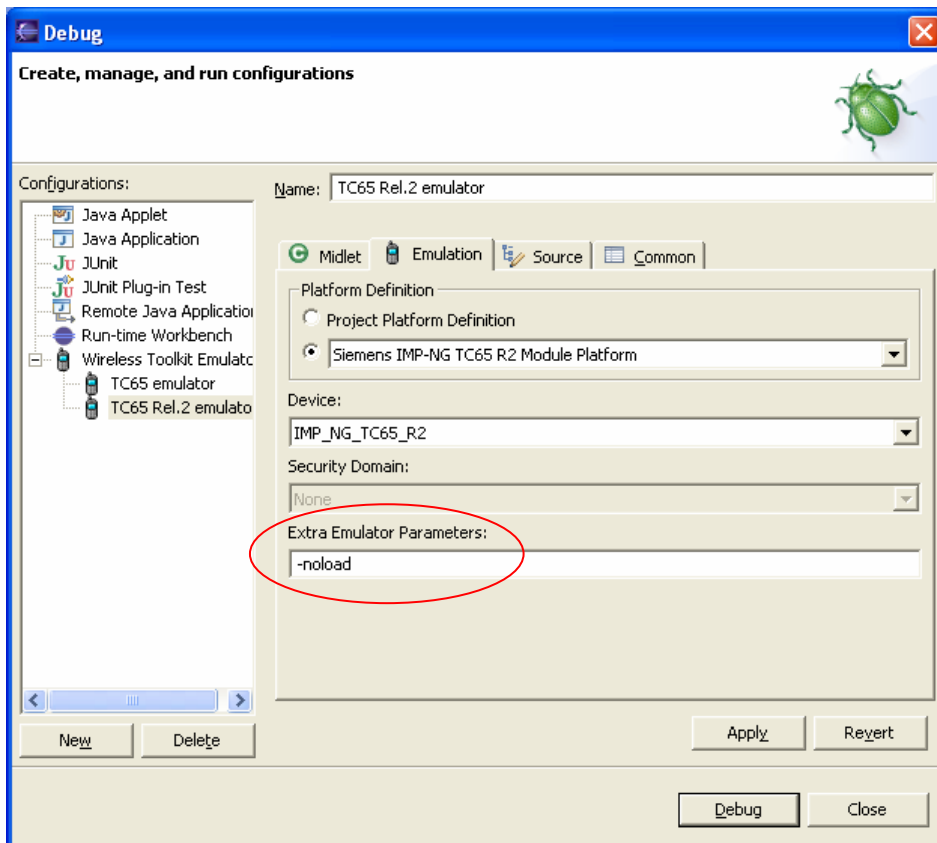 Debug
Create, manage, and run configurations
Configurations:
Java Applet
Java Application
JUnit
JUnit Plug-in Test
Remote Java Application
Run-time Workbench
Wireless Toolkit Emulatc
TC65 emulator
TC65 Rel.2 emulato
New
Delete
Name: TC65 Rel.2 emulator
Midlet Emulation Source Common
Platform Definition
Project Platform Definition
Siemens IMP-NG TC65 R2 Module Platform
Device:
IMP_NG_TC65_R2
Security Domain:
None
Extra Emulator Parameters:
-noload
Apply Revert
Debug Close